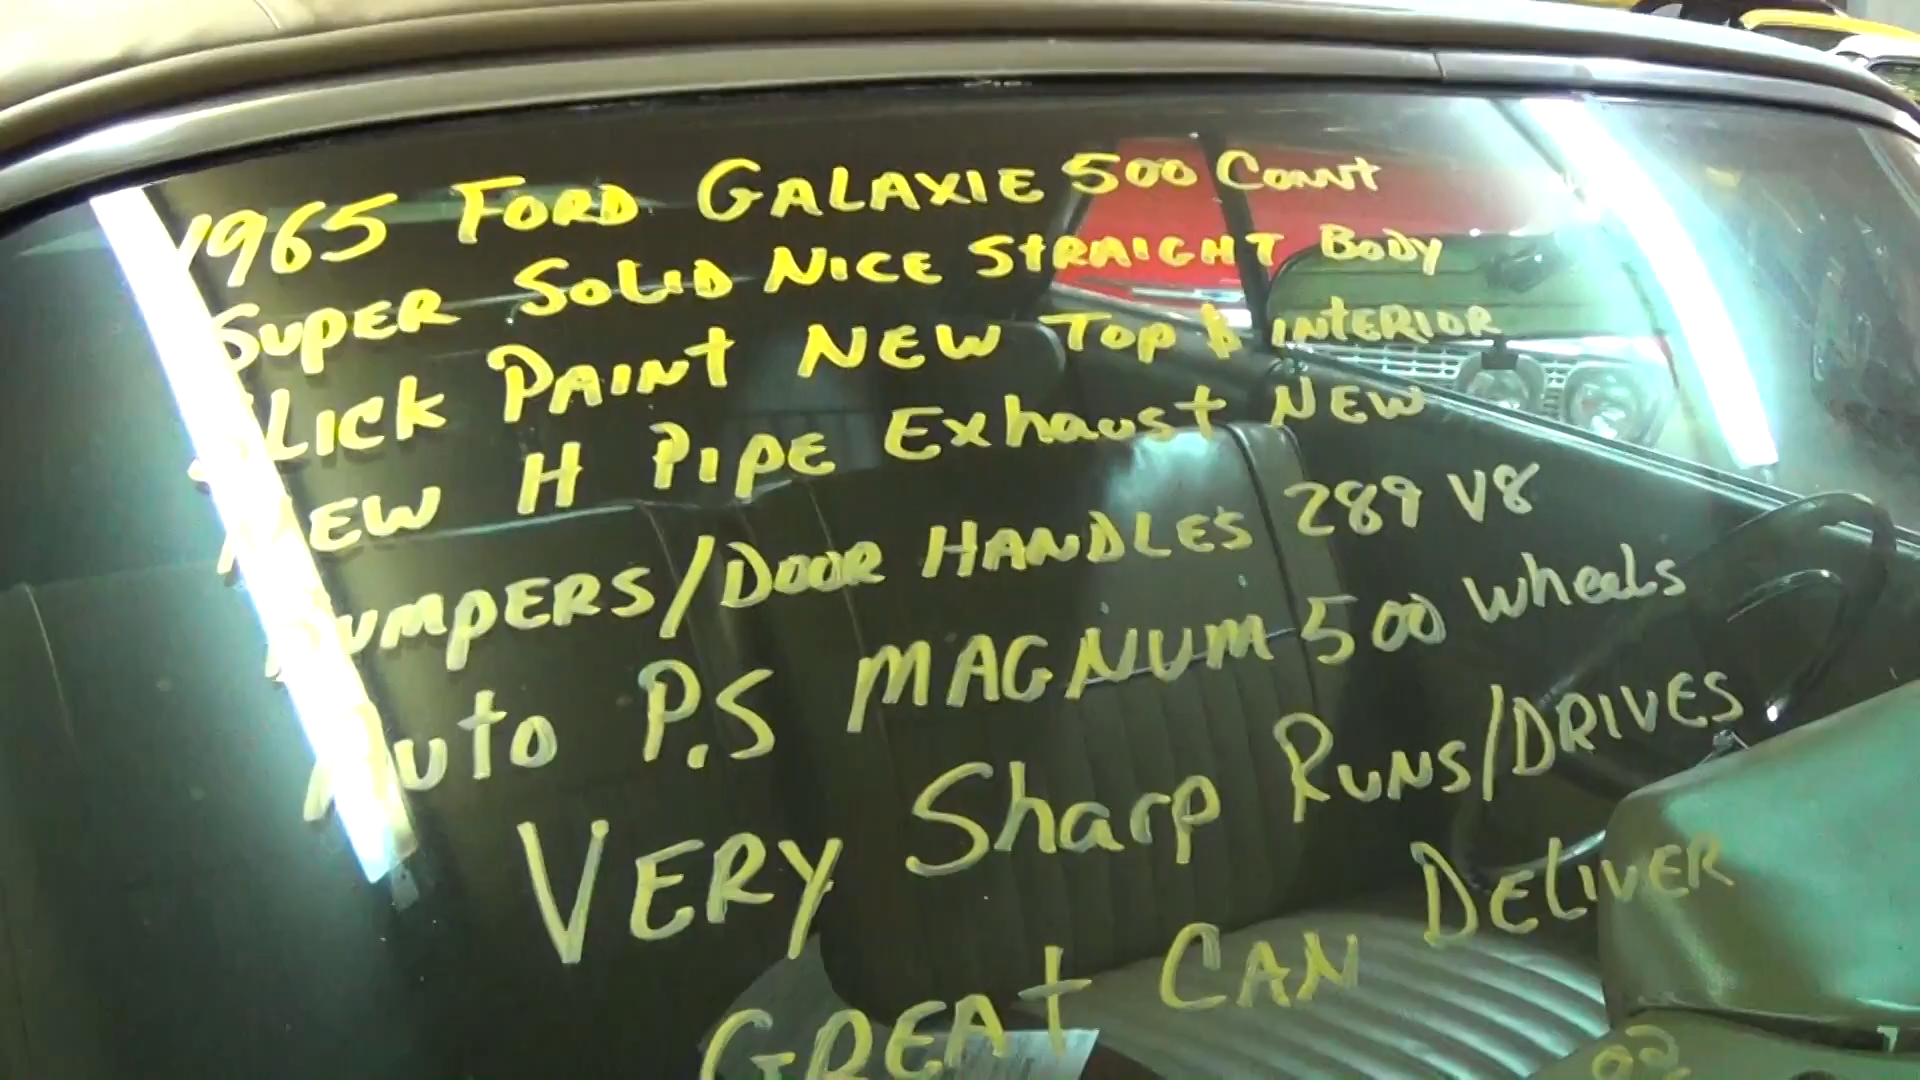 1965 FORD GALAXIE 500 Convt
SUPER SOLID NICE STRAIGHT BODY
SLICK PAINT NEW TOP & INTERIOR
NEW H PIPE Exhaust NEW
BUMPERS/DOOR HANDLES 289 V8
Auto P.S MAGNUM 500 Wheels
VERY Sharp RUNS/DRIVES
GREAT CAN DELIVER